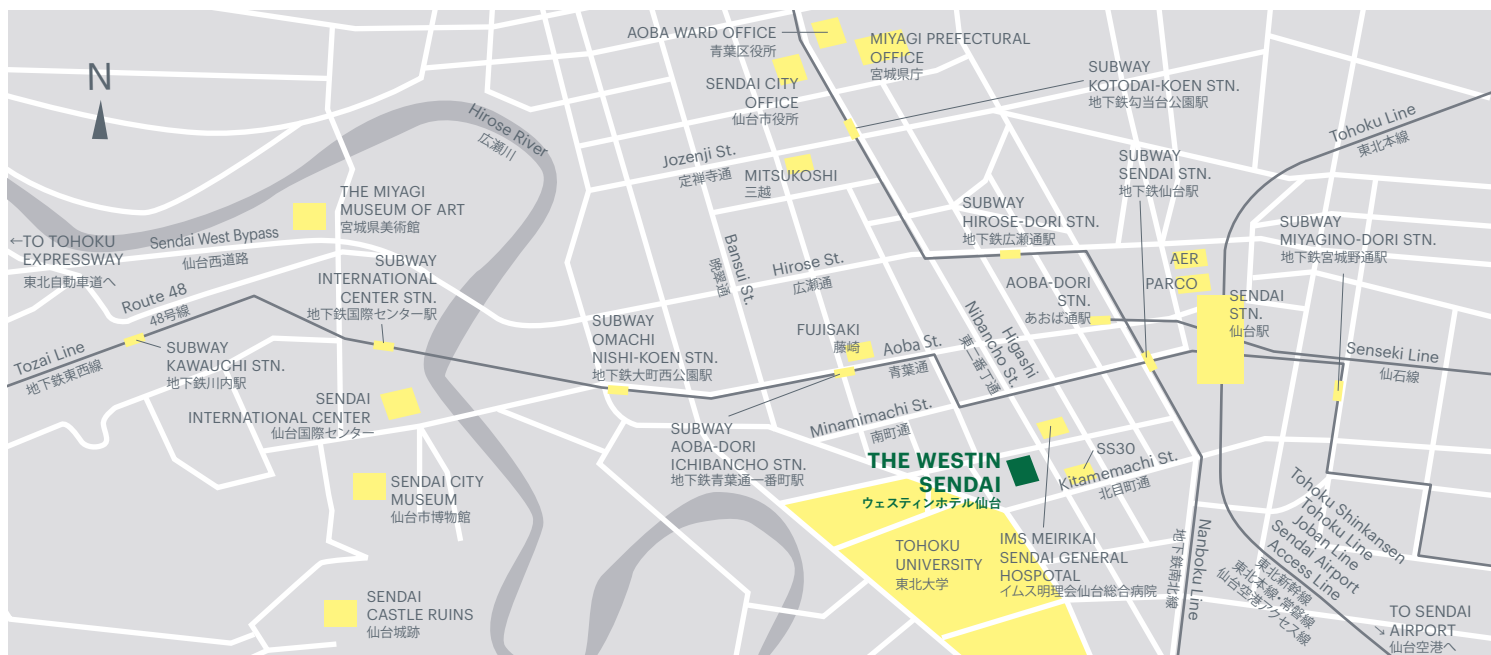 N
AOBA WARD OFFICE
青葉区役所
MIYAGI PREFECTURAL
OFFICE
宮城県庁
SENDAI CITY
OFFICE
仙台市役所
SUBWAY
KOTODAI-KOEN STN.
地下鉄勾当台公園駅
Tohoku Line
東北本線
Hirose River
広瀬川
Jozenji St.
定禅寺通
MITSUKOSHI
三越
SUBWAY
SENDAI STN.
地下鉄仙台駅
THE MIYAGI
MUSEUM OF ART
宮城県美術館
SUBWAY
HIROSE-DORI STN.
地下鉄広瀬通駅
SUBWAY
MIYAGINO-DORI STN.
地下鉄宮城野通駅
←TO TOHOKU
EXPRESSWAY
東北自動車道へ
Sendai West Bypass
仙台西道路
SUBWAY
INTERNATIONAL
CENTER STN.
地下鉄国際センター駅
Bansui St.
晩翠通
Hirose St.
広瀬通
AER
PARCO
AOBA-DORI
STN.
あおば通駅
SENDAI
STN.
仙台駅
Route 48
48号線
Tozai Line
地下鉄東西線
SUBWAY
KAWAUCHI STN.
地下鉄川内駅
SUBWAY
OMACHI
NISHI-KOEN STN.
地下鉄大町西公園駅
FUJISAKI
藤崎
Aoba St.
青葉通
Higashi
Nibancho St.
東二番丁通
Senseki Line
仙石線
SENDAI
INTERNATIONAL CENTER
仙台国際センター
SUBWAY
AOBA-DORI
ICHIBANCHO STN.
地下鉄青葉通一番町駅
Minamimachi St.
南町通
THE WESTIN
SENDAI
ウェスティンホテル仙台
SS30
Kitamemachi St.
北目町通
SENDAI CITY
MUSEUM
仙台市博物館
TOHOKU
UNIVERSITY
東北大学
IMS MEIRIKAI
SENDAI GENERAL
HOSPOTAL
イムス明理会仙台総合病院
Nanboku Line
地下鉄南北線
Tohoku Shinkansen
Tohoku Line
Joban Line
Sendai Airport
Access Line
東北新幹線
東北本線・常磐線
仙台空港アクセス線
SENDAI
CASTLE RUINS
仙台城跡
TO SENDAI
↘ AIRPORT
仙台空港へ